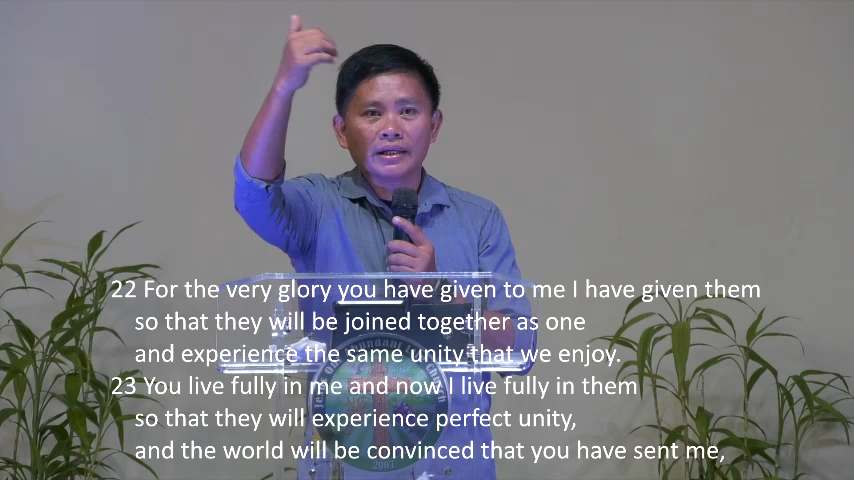 22 For the very glory you have given to me I have given them
so that they will be joined together as one
and experience the same unity that we enjoy.
23 You live fully in me and now I live fully in them
so that they will experience perfect unity,
and the world will be convinced that you have sent me,
2007